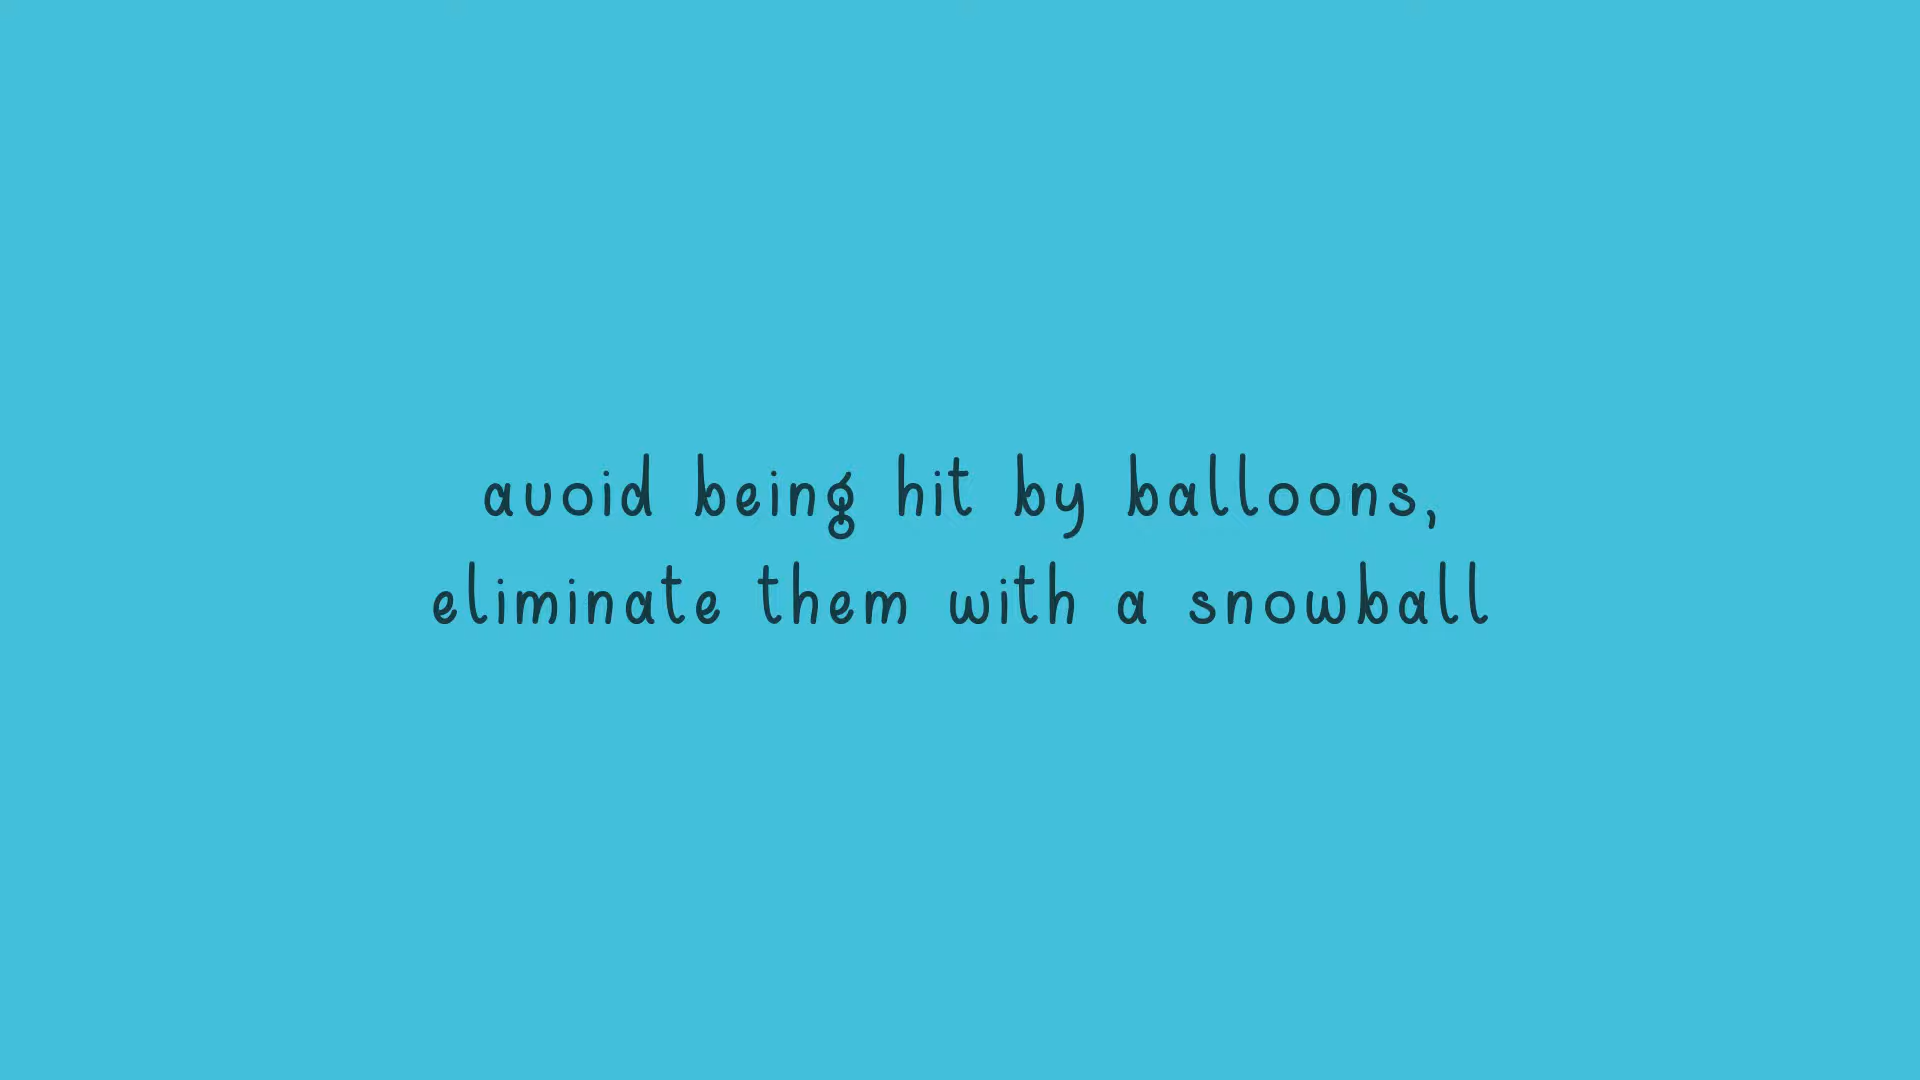 avoid being hit by balloons,
eliminate them with a snowball